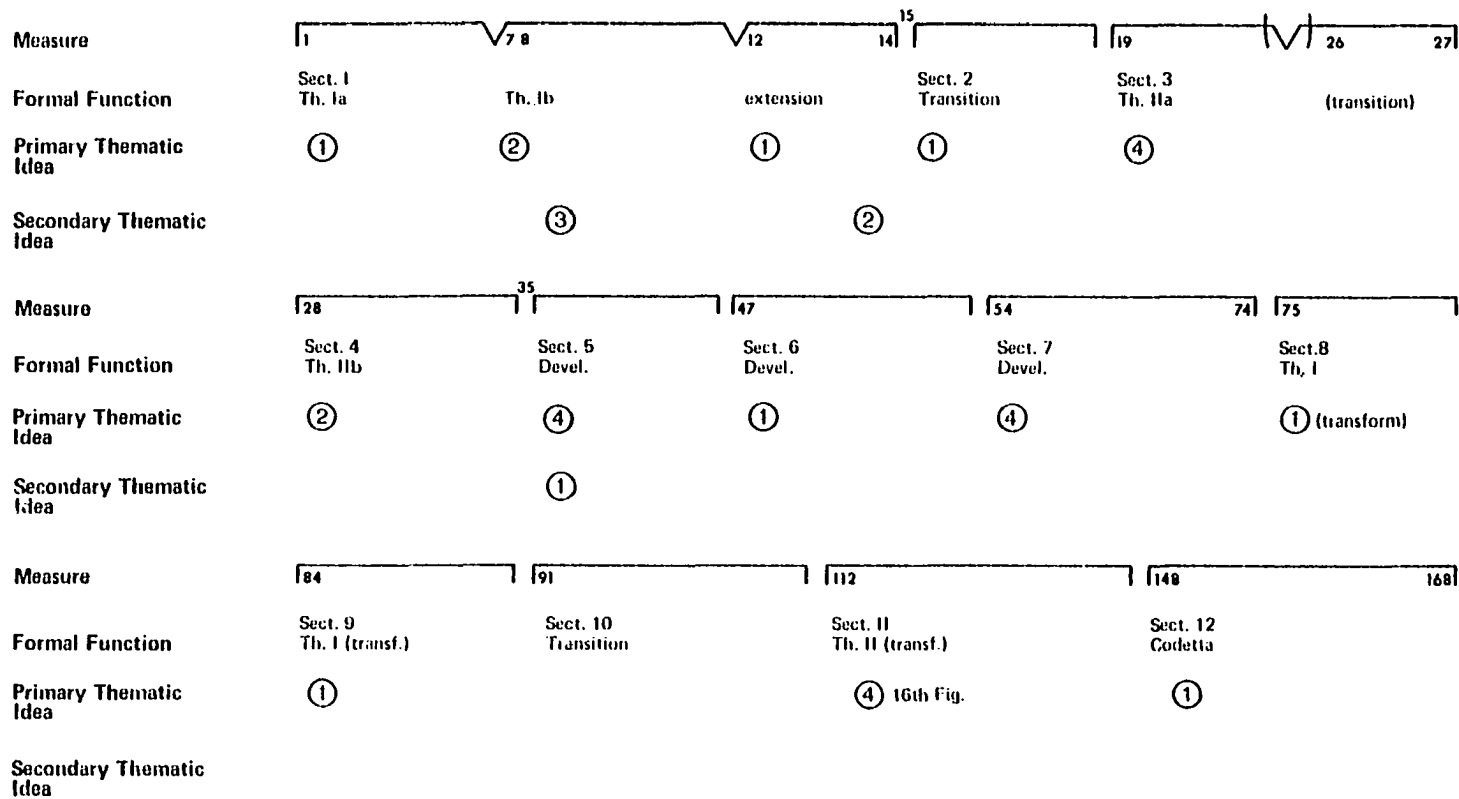 Measure 1 7 8 12 14 15 19 26 27
Sect. 1 Sect. 2 Sect. 3
Formal Function Th. Ia Th. Ib extension Transition Th. IIa (transition)
Primary Thematic 1 2 1 1 4
Idea
Secondary Thematic 3 2
Idea
Measure 28 35 47 54 74 75
Sect. 4 Sect. 5 Sect. 6 Sect. 7 Sect.8
Formal Function Th. IIb Devel. Devel. Devel. Th, I
Primary Thematic 2 4 1 4 1 (transform)
Idea
Secondary Thematic 1
Idea
Measure 84 91 112 148 168
Sect. 9 Sect. 10 Sect. II Sect. 12
Formal Function Th. I (transf.) Transition Th. II (transf.) Codetta
Primary Thematic 1 4 16th Fig. 1
Idea
Secondary Thematic
Idea